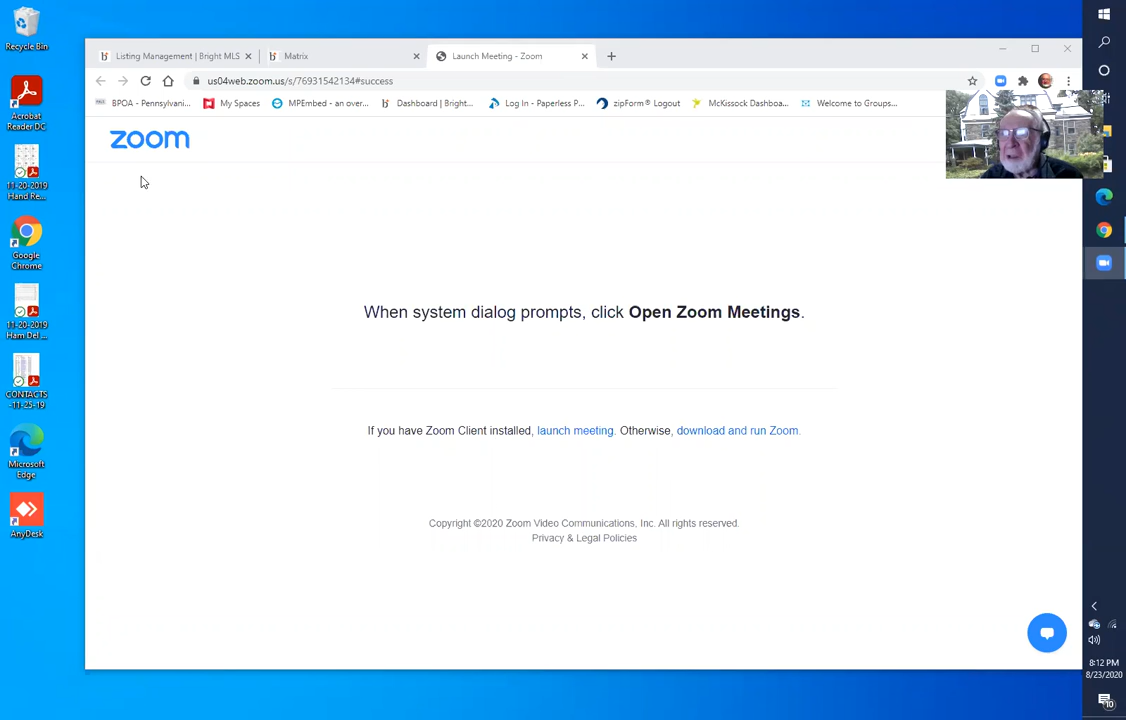 Recycle Bin
Acrobat
Reader DC
11-20-2019
Hand Re...
Google
Chrome
11-20-2019
Ham Del ...
CONTACTS
-11-25-19
Microsoft
Edge
AnyDesk
Listing Management | Bright MLS
Matrix
Launch Meeting - Zoom
us04web.zoom.us/s/76931542134#success
BPOA - Pennsylvani...
My Spaces
MPEmbed - an over...
Dashboard | Bright...
Log In - Paperless P...
zipForm® Logout
McKissock Dashboa...
Welcome to Groups...
zoom
When system dialog prompts, click Open Zoom Meetings.
If you have Zoom Client installed, launch meeting. Otherwise, download and run Zoom.
Copyright ©2020 Zoom Video Communications, Inc. All rights reserved.
Privacy & Legal Policies
8:12 PM
8/23/2020
10